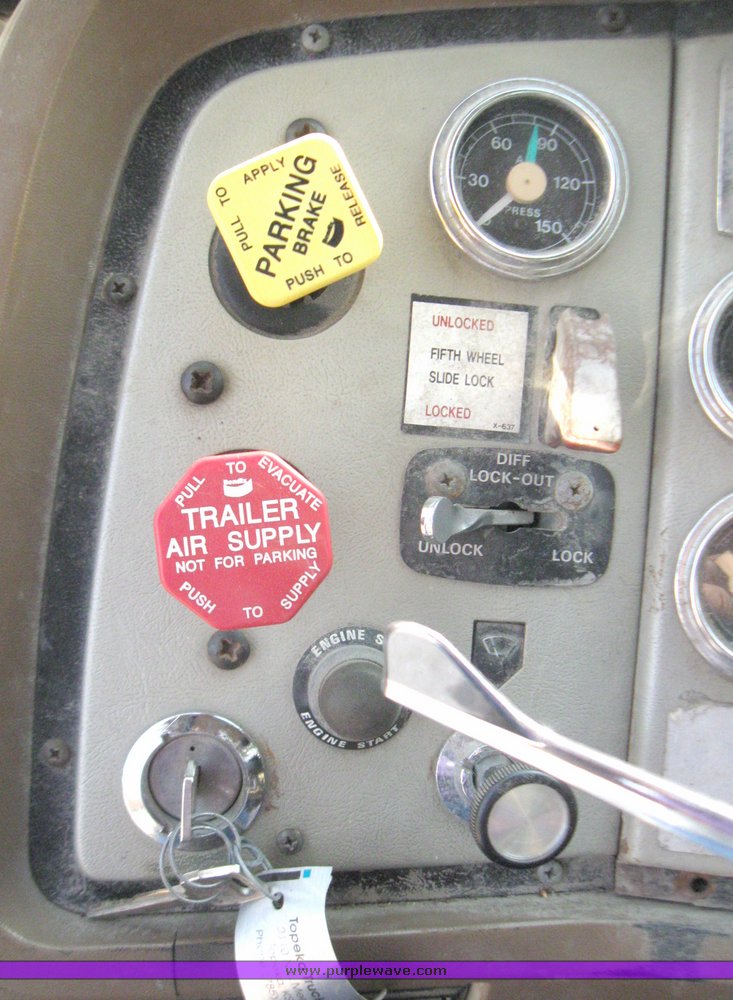 PULL TO APPLY
PARKING
BRAKE
PUSH TO RELEASE
60 90
30 120
PRESS
150
UNLOCKED
FIFTH WHEEL
SLIDE LOCK
LOCKED
X-637
DIFF
LOCK-OUT
UNLOCK LOCK
PULL TO EVACUATE
TRAILER
AIR SUPPLY
NOT FOR PARKING
PUSH TO SUPPLY
ENGINE S
ENGINE START
Topeka
www.purplewave.com